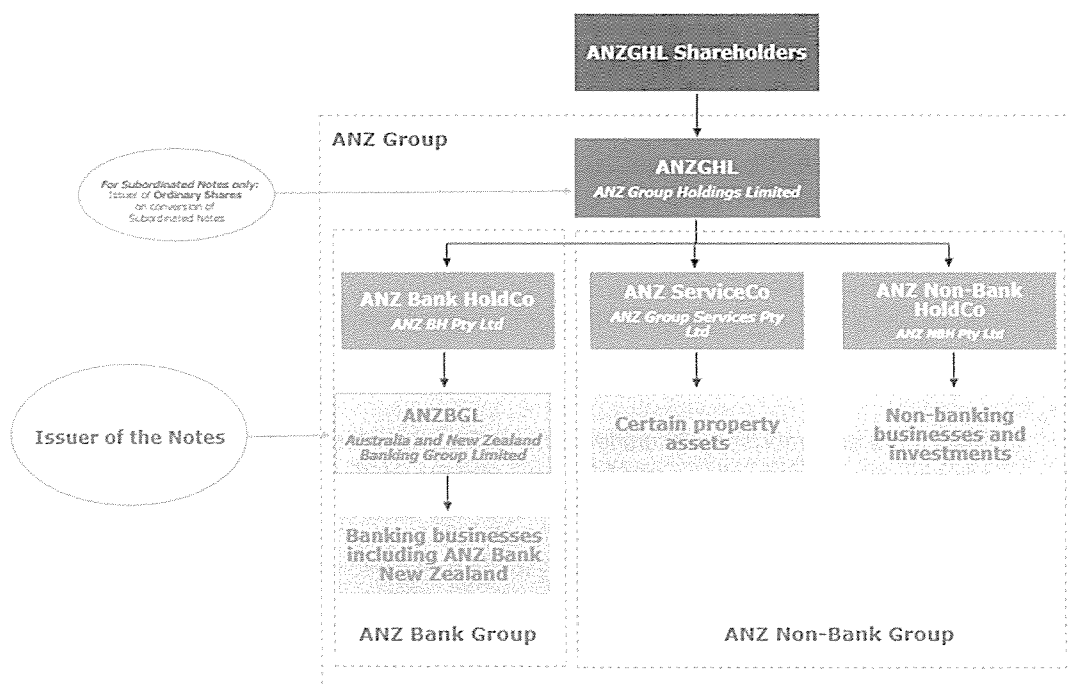 ANZGHL Shareholders
ANZ Group
ANZGHL
ANZ Group Holdings Limited
For Subordinated Notes only:
Issuer of Ordinary Shares
on conversion of
Subordinated Notes
ANZ Bank HoldCo
ANZ BH Pty Ltd
ANZ ServiceCo
ANZ Group Services Pty
Ltd
ANZ Non-Bank
HoldCo
ANZ NBH Pty Ltd
Issuer of the Notes
ANZBGL
Australia and New Zealand
Banking Group Limited
Certain property
assets
Non-banking
businesses and
investments
Banking businesses
including ANZ Bank
New Zealand
ANZ Bank Group
ANZ Non-Bank Group